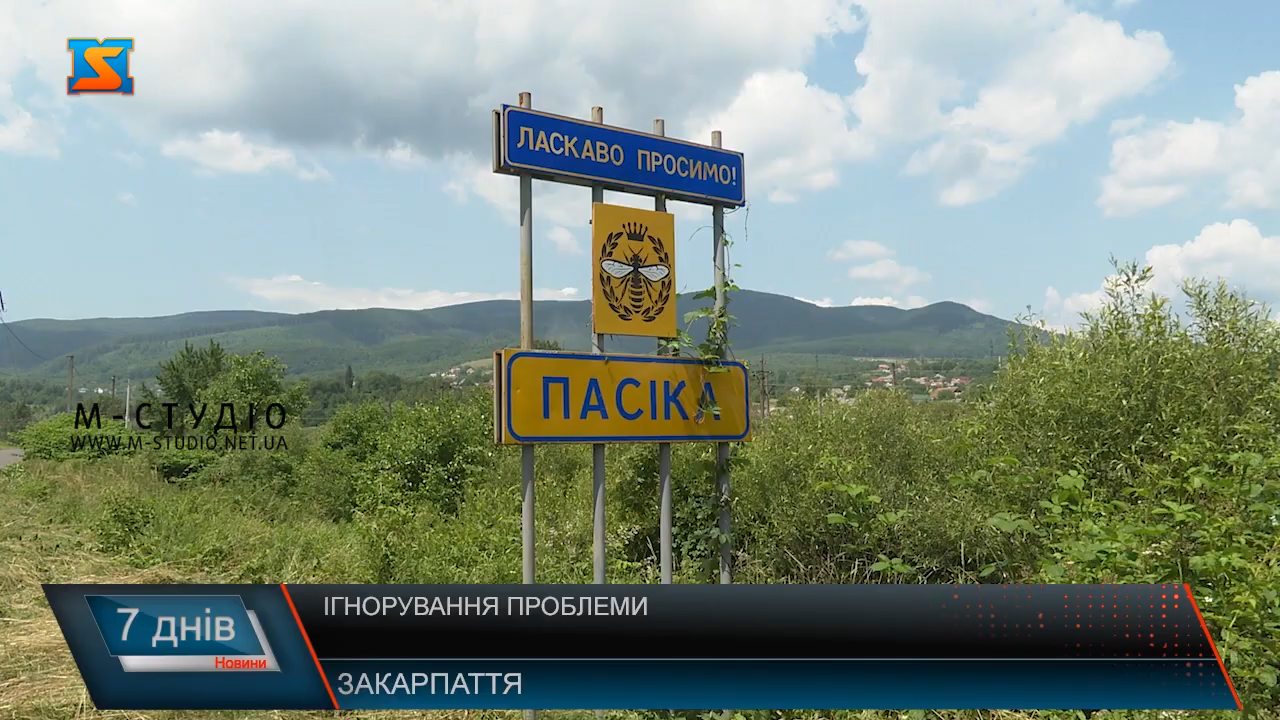 ЛАСКАВО ПРОСИМО!
ПАСІКА
М-СТУДІО
WWW.M-STUDIO.NET.UA
7 днів
Новини
ІГНОРУВАННЯ ПРОБЛЕМИ
ЗАКАРПАТТЯ